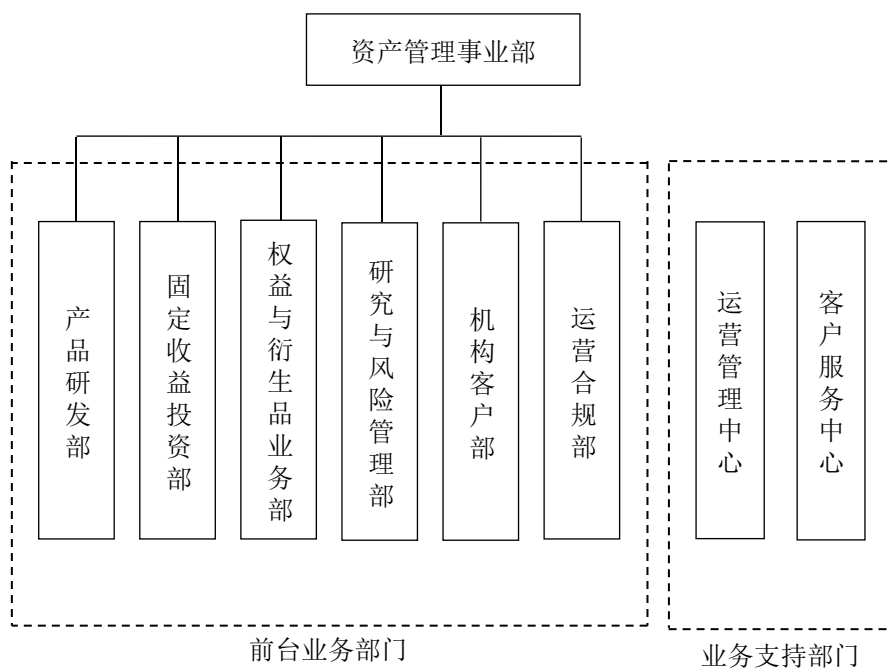 资产管理事业部
产品研发部
固定收益投资部
权益与衍生品业务部
研究与风险管理部
机构客户部
运营合规部
运营管理中心
客户服务中心
前台业务部门
业务支持部门